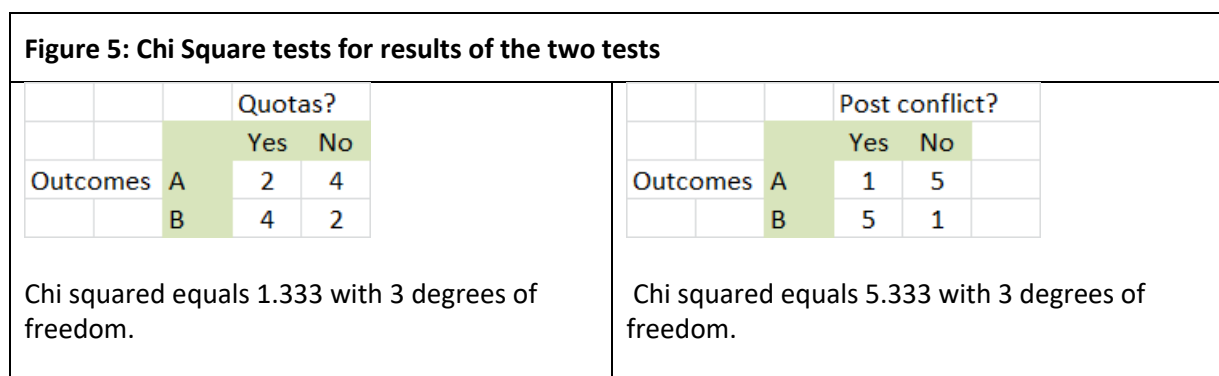 Figure 5: Chi Square tests for results of the two tests
Quotas?
Yes No
Outcomes A 2 4
B 4 2
Chi squared equals 1.333 with 3 degrees of
freedom.
Post conflict?
Yes No
Outcomes A 1 5
B 5 1
Chi squared equals 5.333 with 3 degrees of
freedom.